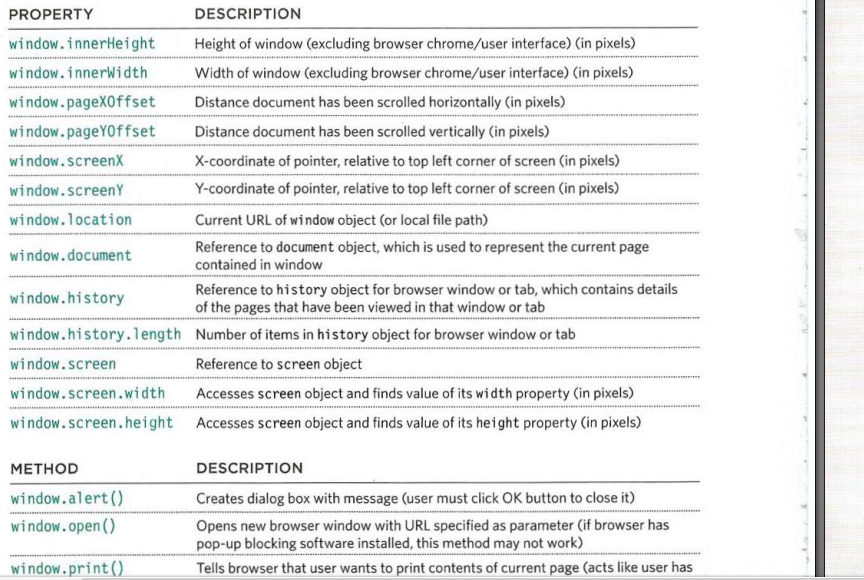 PROPERTY DESCRIPTION
window.innerHeight Height of window (excluding browser chrome/user interface) (in pixels)
window.innerWidth Width of window (excluding browser chrome/user interface) (in pixels)
window.pageXOffset Distance document has been scrolled horizontally (in pixels)
window.pageYOffset Distance document has been scrolled vertically (in pixels)
window.screenX X-coordinate of pointer, relative to top left corner of screen (in pixels)
window.screenY Y-coordinate of pointer, relative to top left corner of screen (in pixels)
window.location Current URL of window object (or local file path)
window.document Reference to document object, which is used to represent the current page
contained in window
window.history Reference to history object for browser window or tab, which contains details
of the pages that have been viewed in that window or tab
window.history.length Number of items in history object for browser window or tab
window.screen Reference to screen object
window.screen.width Accesses screen object and finds value of its width property (in pixels)
window.screen.height Accesses screen object and finds value of its height property (in pixels)
METHOD DESCRIPTION
window.alert() Creates dialog box with message (user must click OK button to close it)
window.open() Opens new browser window with URL specified as parameter (if browser has
pop-up blocking software installed, this method may not work)
window.print() Tells browser that user wants to print contents of current page (acts like user has